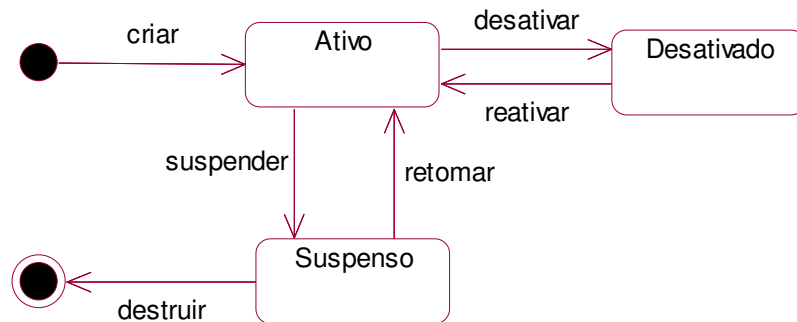 criar
Ativo
desativar
Desativado
reativar
suspender
retomar
Suspenso
destruir